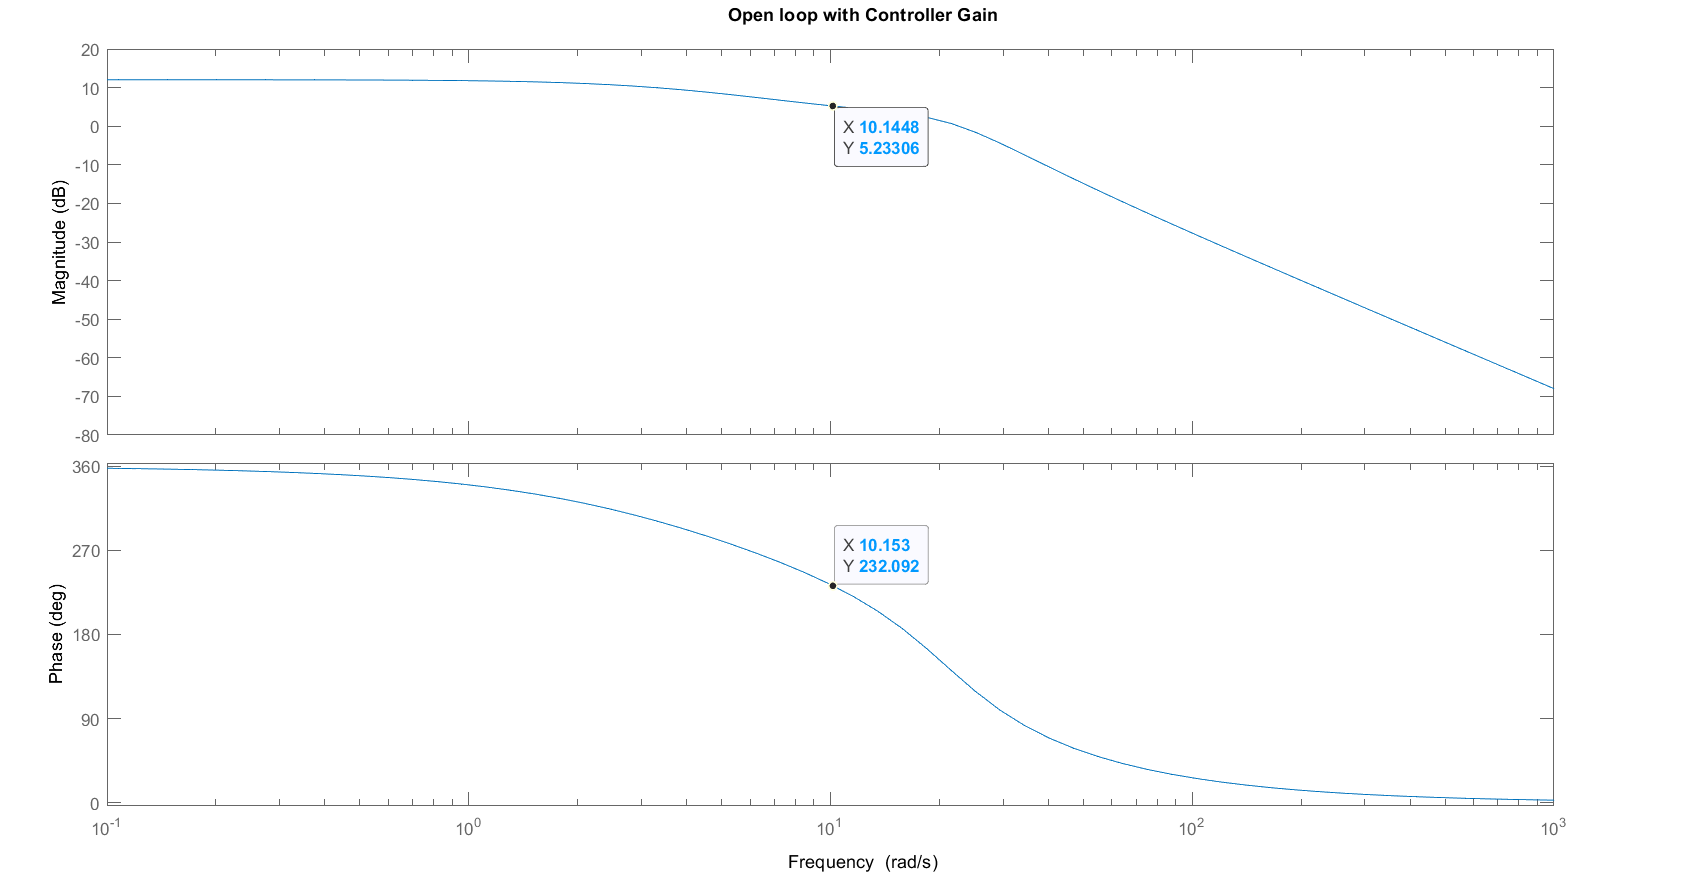 Open loop with Controller Gain
20
10
0
-10
-20
-30
-40
-50
-60
-70
-80
Magnitude (dB)
X 10.1448
Y 5.23306
360
270
180
90
0
Phase (deg)
X 10.153
Y 232.092
10-1
100
101
102
103
Frequency (rad/s)